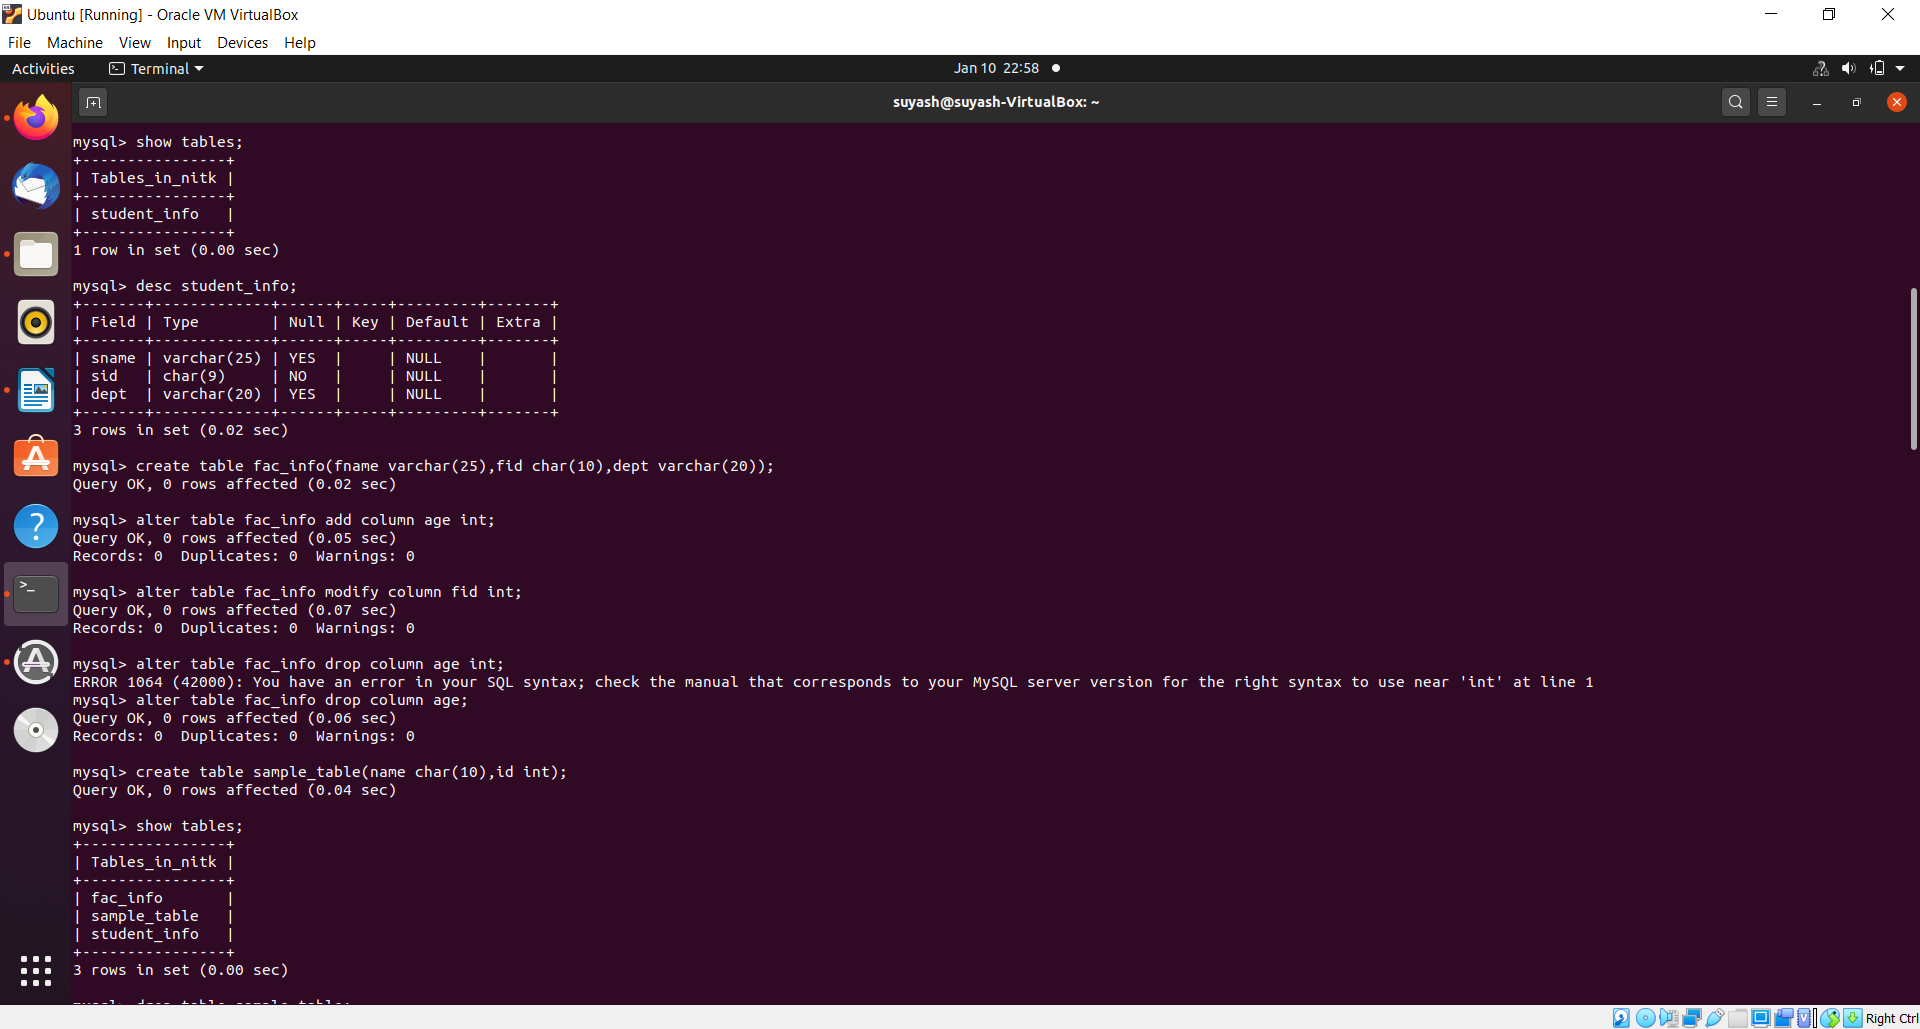 Ubuntu [Running] - Oracle VM VirtualBox
File Machine View Input Devices Help
Activities Terminal Jan 10 22:58
suyash@suyash-VirtualBox: ~
mysql> show tables;
+----------------+
| Tables_in_nitk |
+----------------+
| student_info   |
+----------------+
1 row in set (0.00 sec)
mysql> desc student_info;
+-------+-------------+------+-----+---------+-------+
| Field | Type        | Null | Key | Default | Extra |
+-------+-------------+------+-----+---------+-------+
| sname | varchar(25) | YES  |     | NULL    |       |
| sid   | char(9)     | NO   |     | NULL    |       |
| dept  | varchar(20) | YES  |     | NULL    |       |
+-------+-------------+------+-----+---------+-------+
3 rows in set (0.02 sec)
mysql> create table fac_info(fname varchar(25),fid char(10),dept varchar(20));
Query OK, 0 rows affected (0.02 sec)
mysql> alter table fac_info add column age int;
Query OK, 0 rows affected (0.05 sec)
Records: 0  Duplicates: 0  Warnings: 0
mysql> alter table fac_info modify column fid int;
Query OK, 0 rows affected (0.07 sec)
Records: 0  Duplicates: 0  Warnings: 0
mysql> alter table fac_info drop column age int;
ERROR 1064 (42000): You have an error in your SQL syntax; check the manual that corresponds to your MySQL server version for the right syntax to use near 'int' at line 1
mysql> alter table fac_info drop column age;
Query OK, 0 rows affected (0.06 sec)
Records: 0  Duplicates: 0  Warnings: 0
mysql> create table sample_table(name char(10),id int);
Query OK, 0 rows affected (0.04 sec)
mysql> show tables;
+----------------+
| Tables_in_nitk |
+----------------+
| fac_info       |
| sample_table   |
| student_info   |
+----------------+
3 rows in set (0.00 sec)
mysql> drop table sample_table;
Right Ctrl